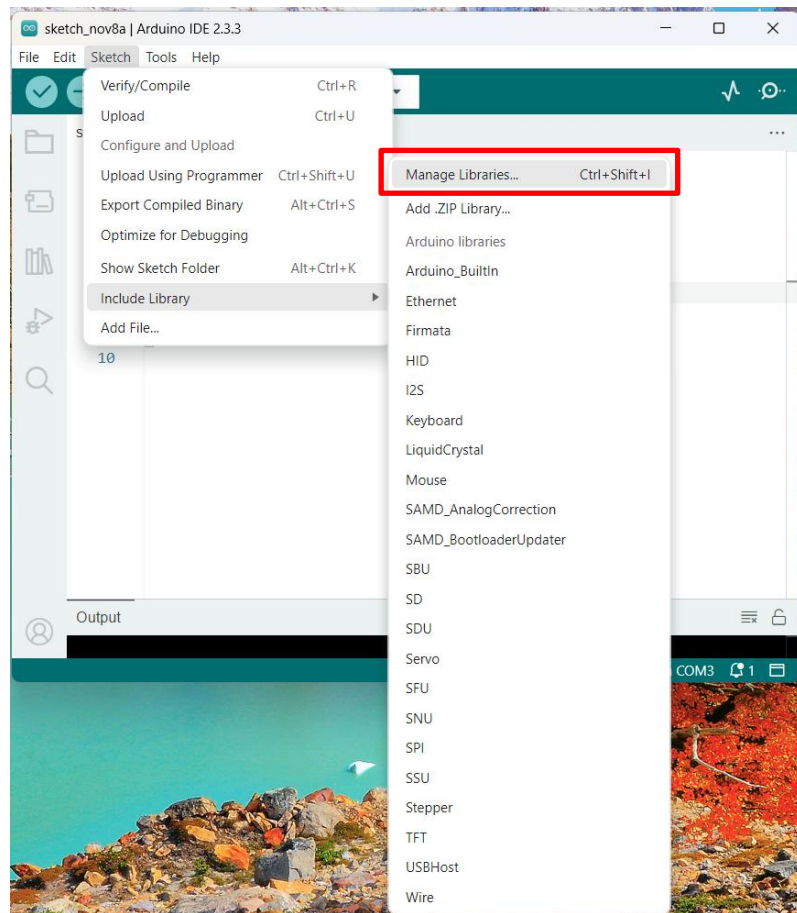 sketch_nov8a | Arduino IDE 2.3.3
File Edit Sketch Tools Help
Verify/Compile Ctrl+R
Upload Ctrl+U
Configure and Upload
Upload Using Programmer Ctrl+Shift+U
Export Compiled Binary Alt+Ctrl+S
Optimize for Debugging
Show Sketch Folder Alt+Ctrl+K
Include Library
Add File...
Manage Libraries... Ctrl+Shift+I
Add .ZIP Library...
Arduino libraries
Arduino_BuiltIn
Ethernet
Firmata
HID
I2S
Keyboard
LiquidCrystal
Mouse
SAMD_AnalogCorrection
SAMD_BootloaderUpdater
SBU
SD
SDU
Servo
SFU
SNU
SPI
SSU
Stepper
TFT
USBHost
Wire
10
Output
COM3 1